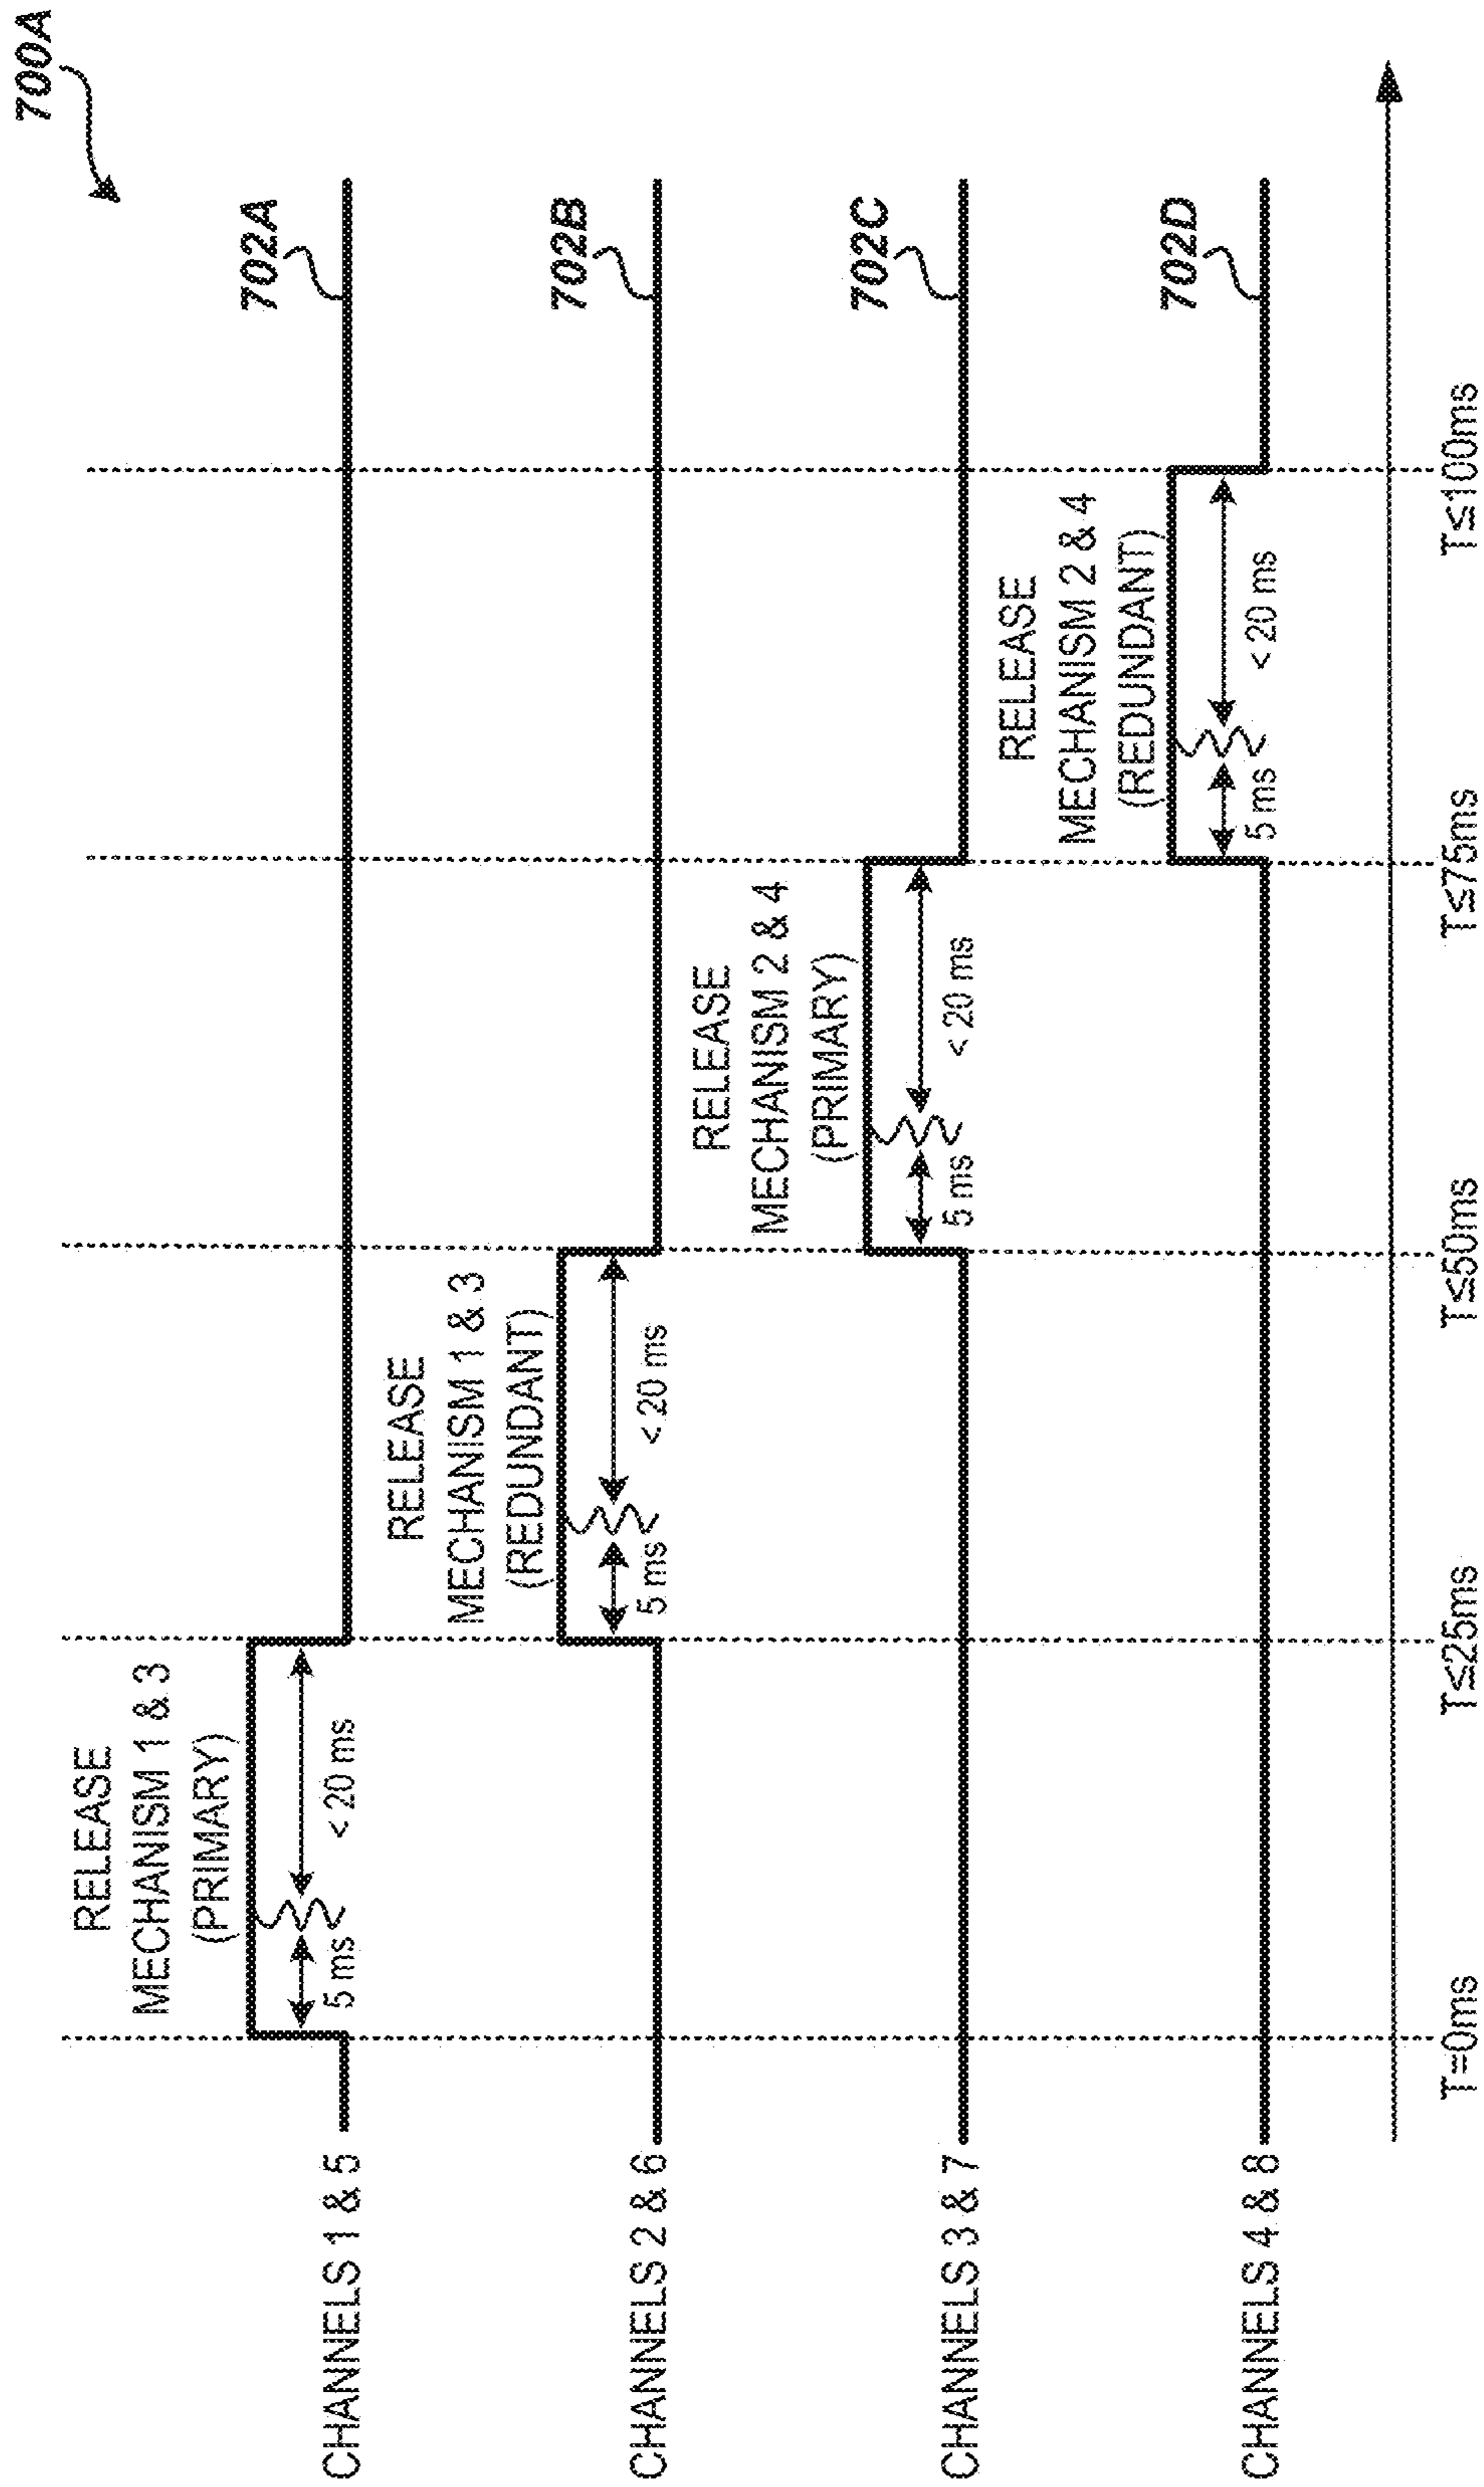 700A
CHANNELS 1 & 5
RELEASE
MECHANISM 1 & 3
(PRIMARY)
5 ms
< 20 ms
702A
CHANNELS 2 & 6
RELEASE
MECHANISM 1 & 3
(REDUNDANT)
5 ms
< 20 ms
702B
CHANNELS 3 & 7
RELEASE
MECHANISM 2 & 4
(PRIMARY)
5 ms
< 20 ms
702C
CHANNELS 4 & 8
RELEASE
MECHANISM 2 & 4
(REDUNDANT)
5 ms
< 20 ms
702D
T=0ms
T≤25ms
T≤50ms
T≤75ms
T≤100ms